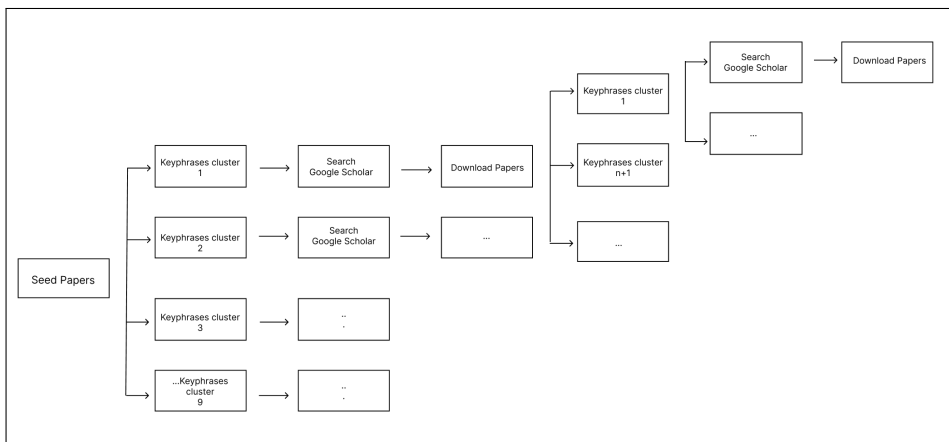 Seed Papers
Keyphrases cluster
1
Search
Google Scholar
Download Papers
Keyphrases cluster
2
Search
Google Scholar
...
Keyphrases cluster
3
..
.
...Keyphrases
cluster
9
..
.
Keyphrases cluster
1
Keyphrases cluster
n+1
...
Search
Google Scholar
Download Papers
...